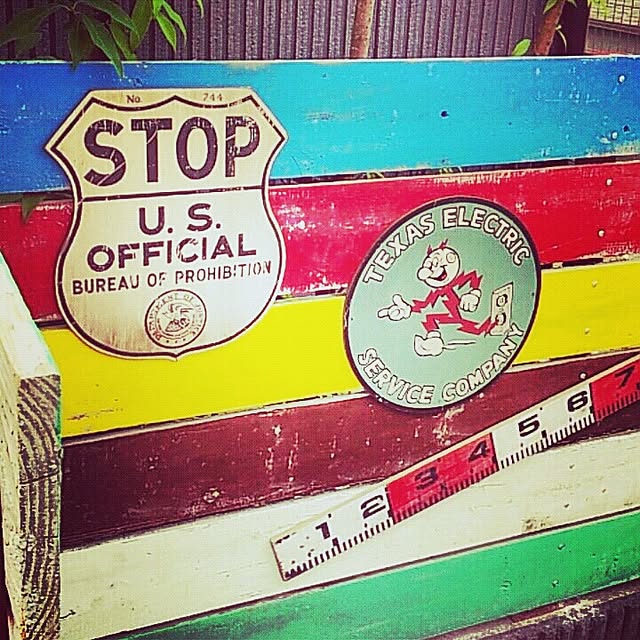 No. 744
STOP
U. S.
OFFICIAL
BUREAU OF PROHIBITION
TEXAS ELECTRIC
SERVICE COMPANY
1 2 3 4 5 6 7